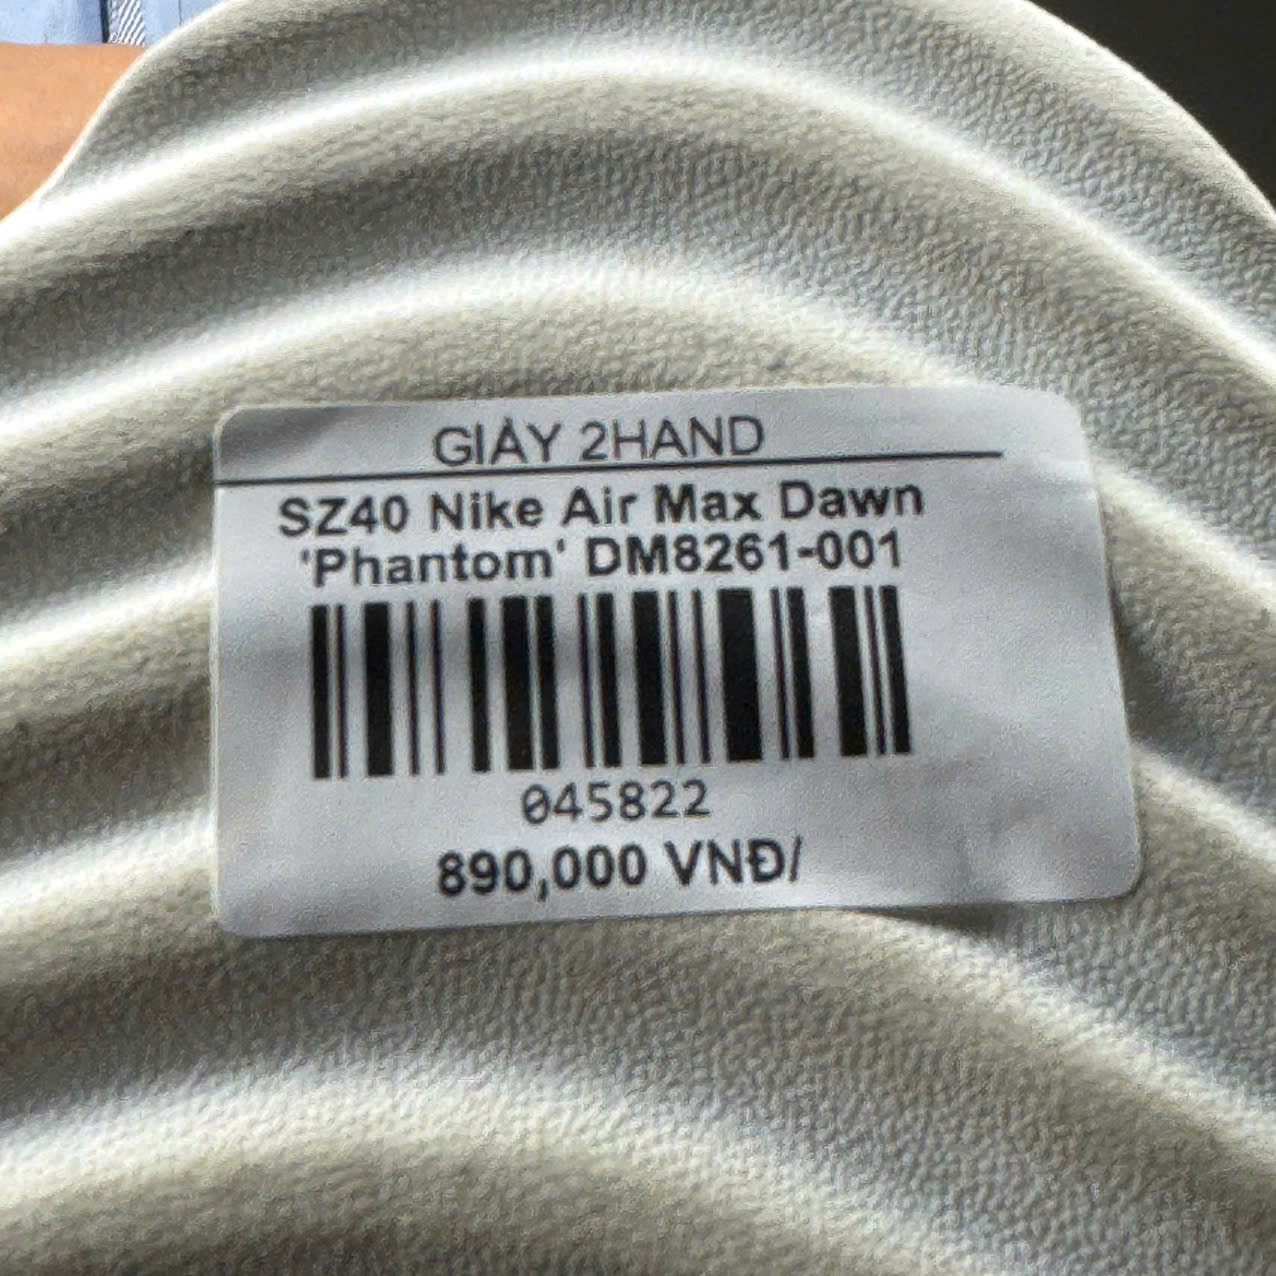 GIÀY 2HAND
SZ40 Nike Air Max Dawn
'Phantom' DM8261-001
045822
890,000 VNĐ/